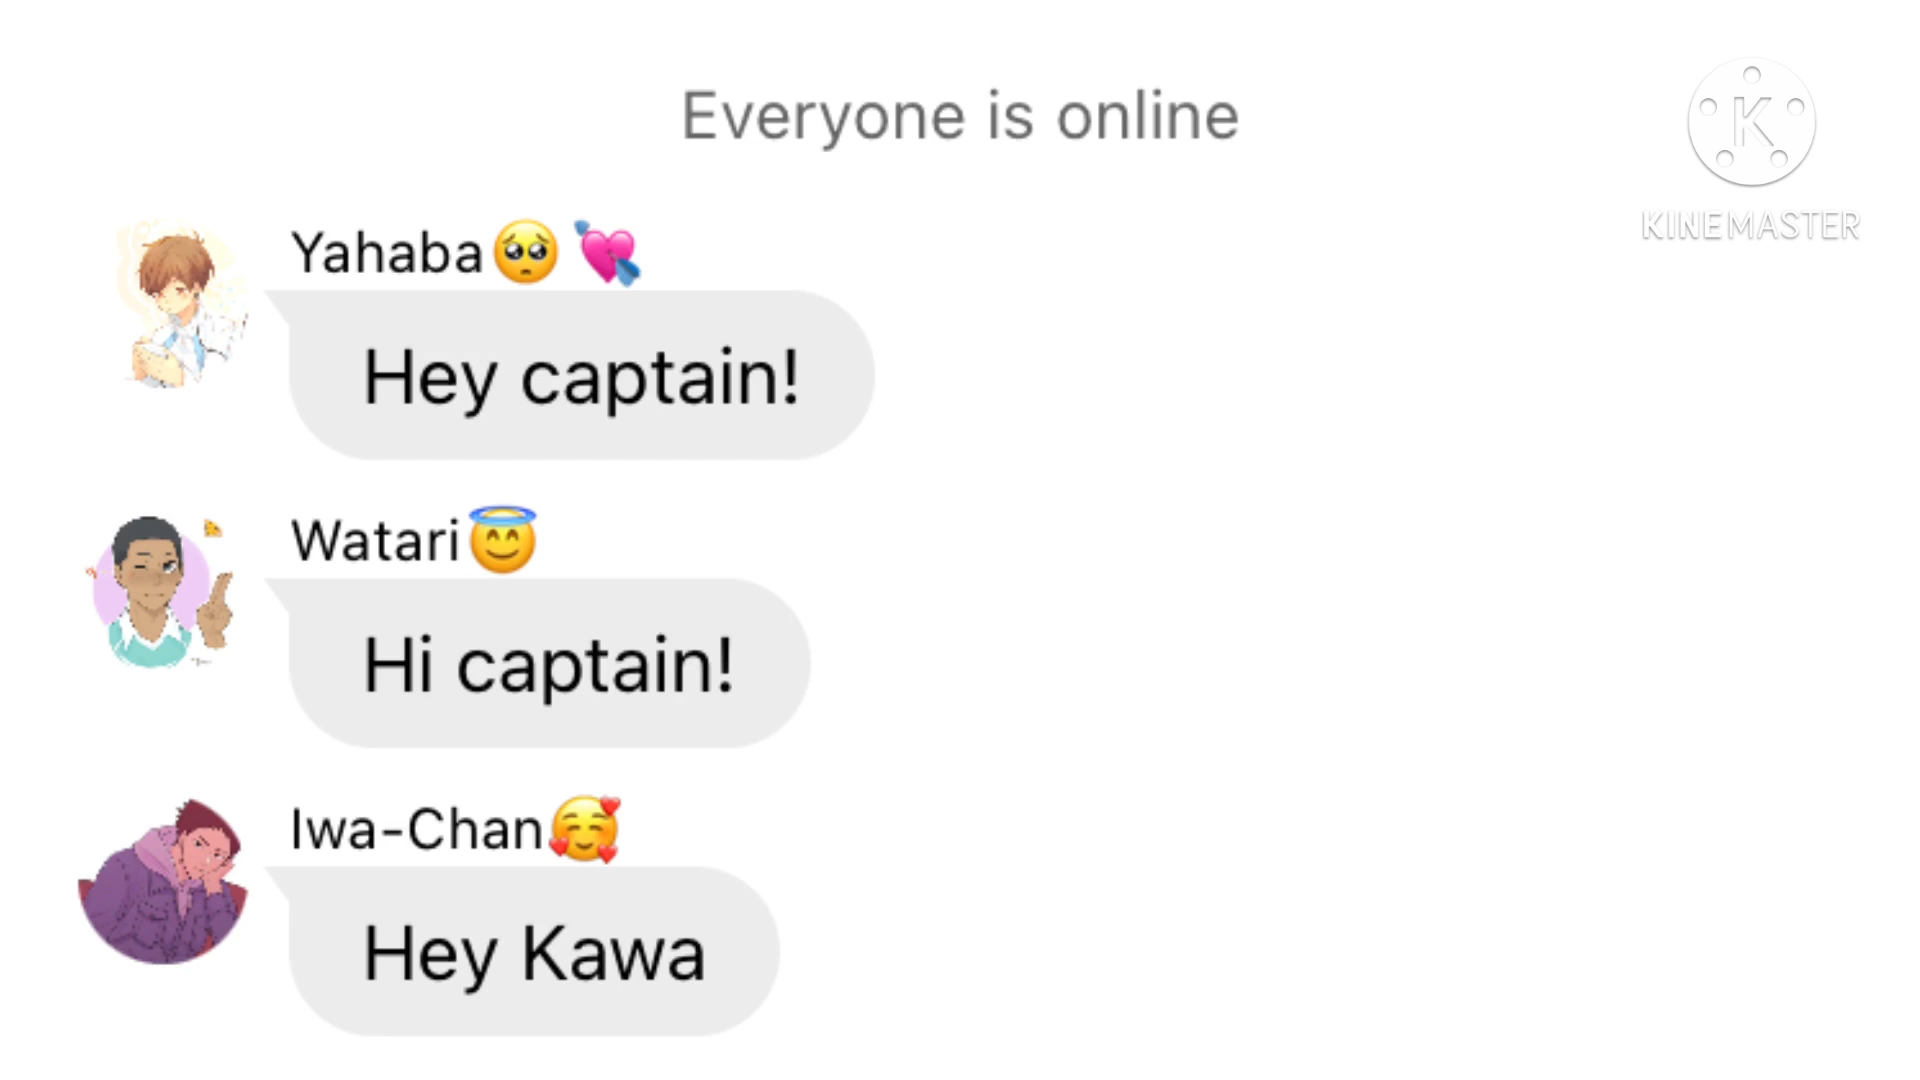 Everyone is online
K
KINEMASTER
Yahaba🥺💘
Hey captain!
Watari😇
Hi captain!
Iwa-Chan🥰
Hey Kawa